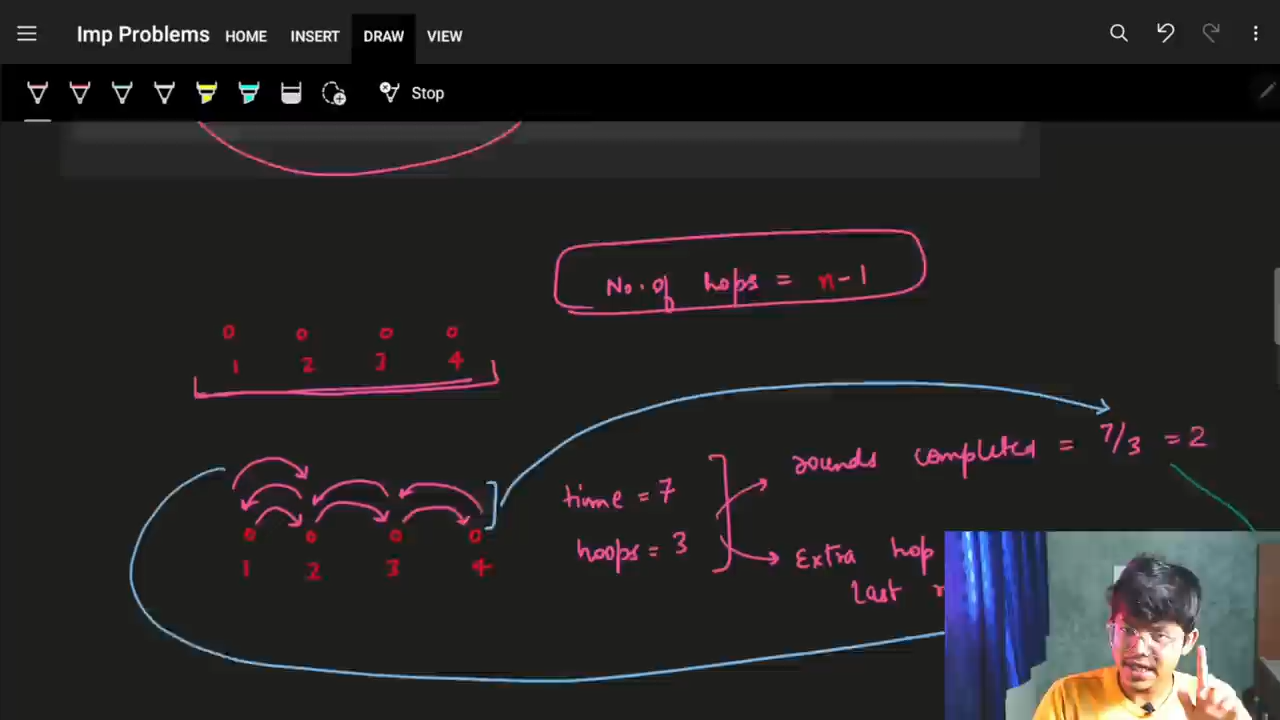 Imp Problems HOME INSERT DRAW VIEW
Stop
No. of hops = n-1
0 0 0 0
1 2 3 4
rounds completed = 7/3 = 2
time = 7
hoops = 3
Extra hop
last
0 0 0 0
1 2 3 4